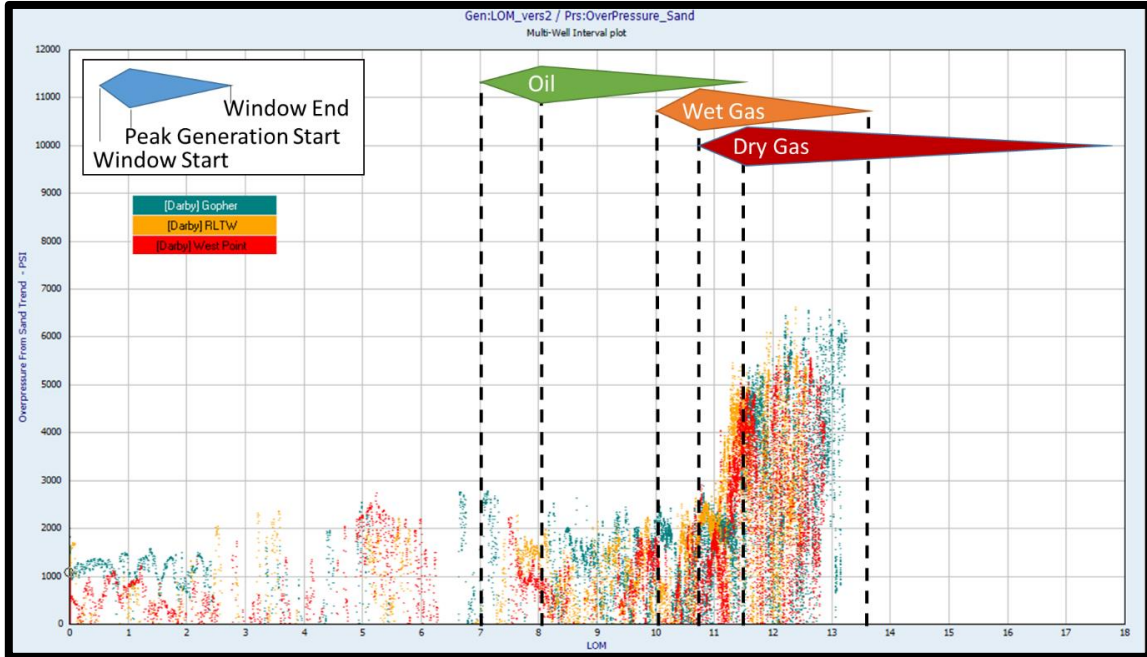 Gen:LOM_vers2 / Prs:OverPressure_Sand
Multi-Well Interval plot
12000
11000
10000
9000
8000
7000
6000
5000
4000
3000
2000
1000
0
Overpressure From Sand Trend - PSI
Window End
Peak Generation Start
Window Start
Oil
Wet Gas
Dry Gas
[Darby] Gopher
[Darby] RLTW
[Darby] West Point
0 1 2 3 4 5 6 7 8 9 10 11 12 13 14 15 16 17 18
LOM